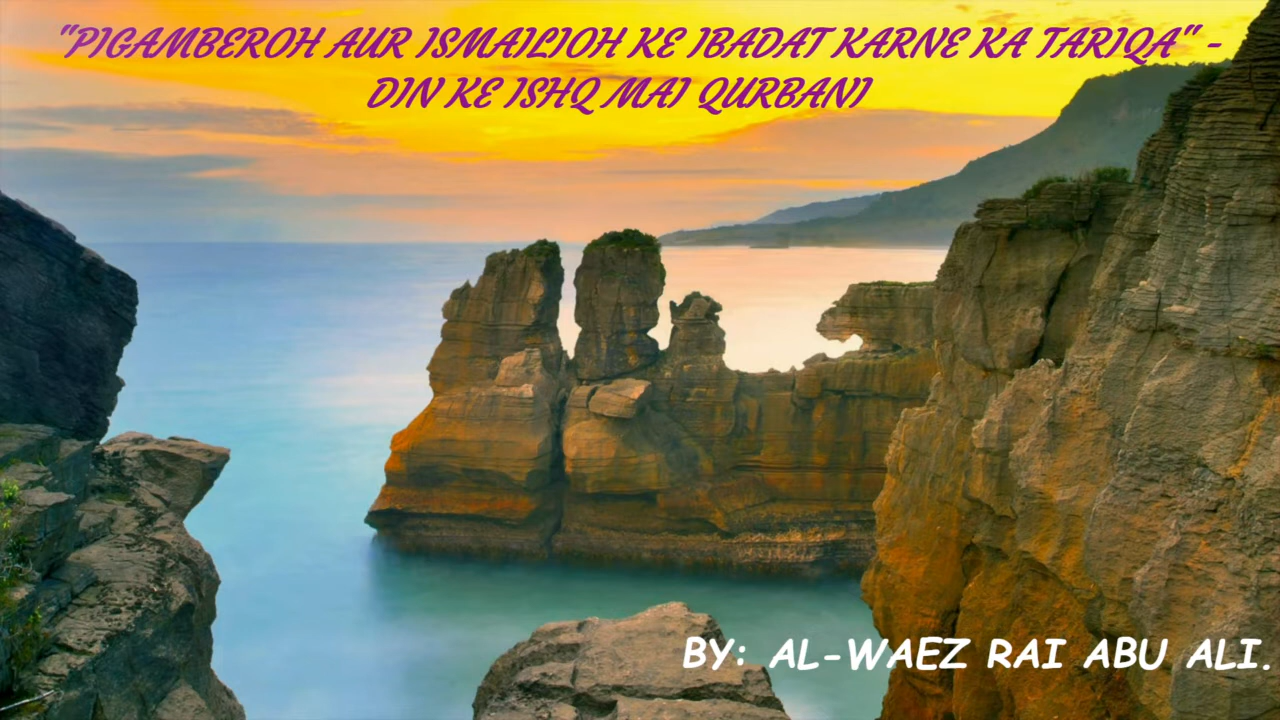 "PIGAMBEROH AUR ISMAILIOH KE IBADAT KARNE KA TARIQA" -
DIN KE ISHQ MAI QURBANI
BY: AL-WAEZ RAI ABU ALI.